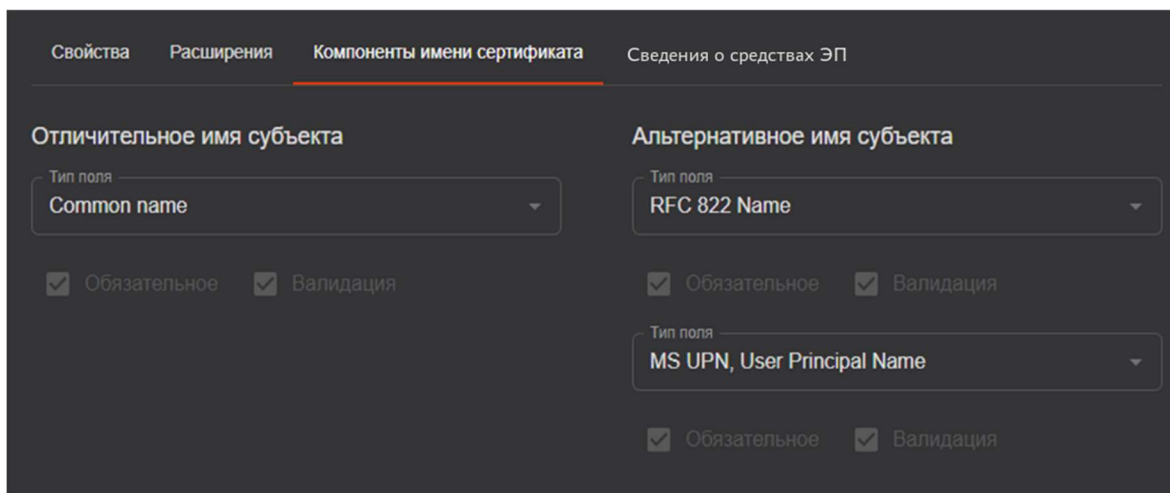 Свойства Расширения Компоненты имени сертификата Сведения о средствах ЭП
Отличительное имя субъекта
Тип поля
Common name
Обязательное Валидация
Альтернативное имя субъекта
Тип поля
RFC 822 Name
Обязательное Валидация
Тип поля
MS UPN, User Principal Name
Обязательное Валидация